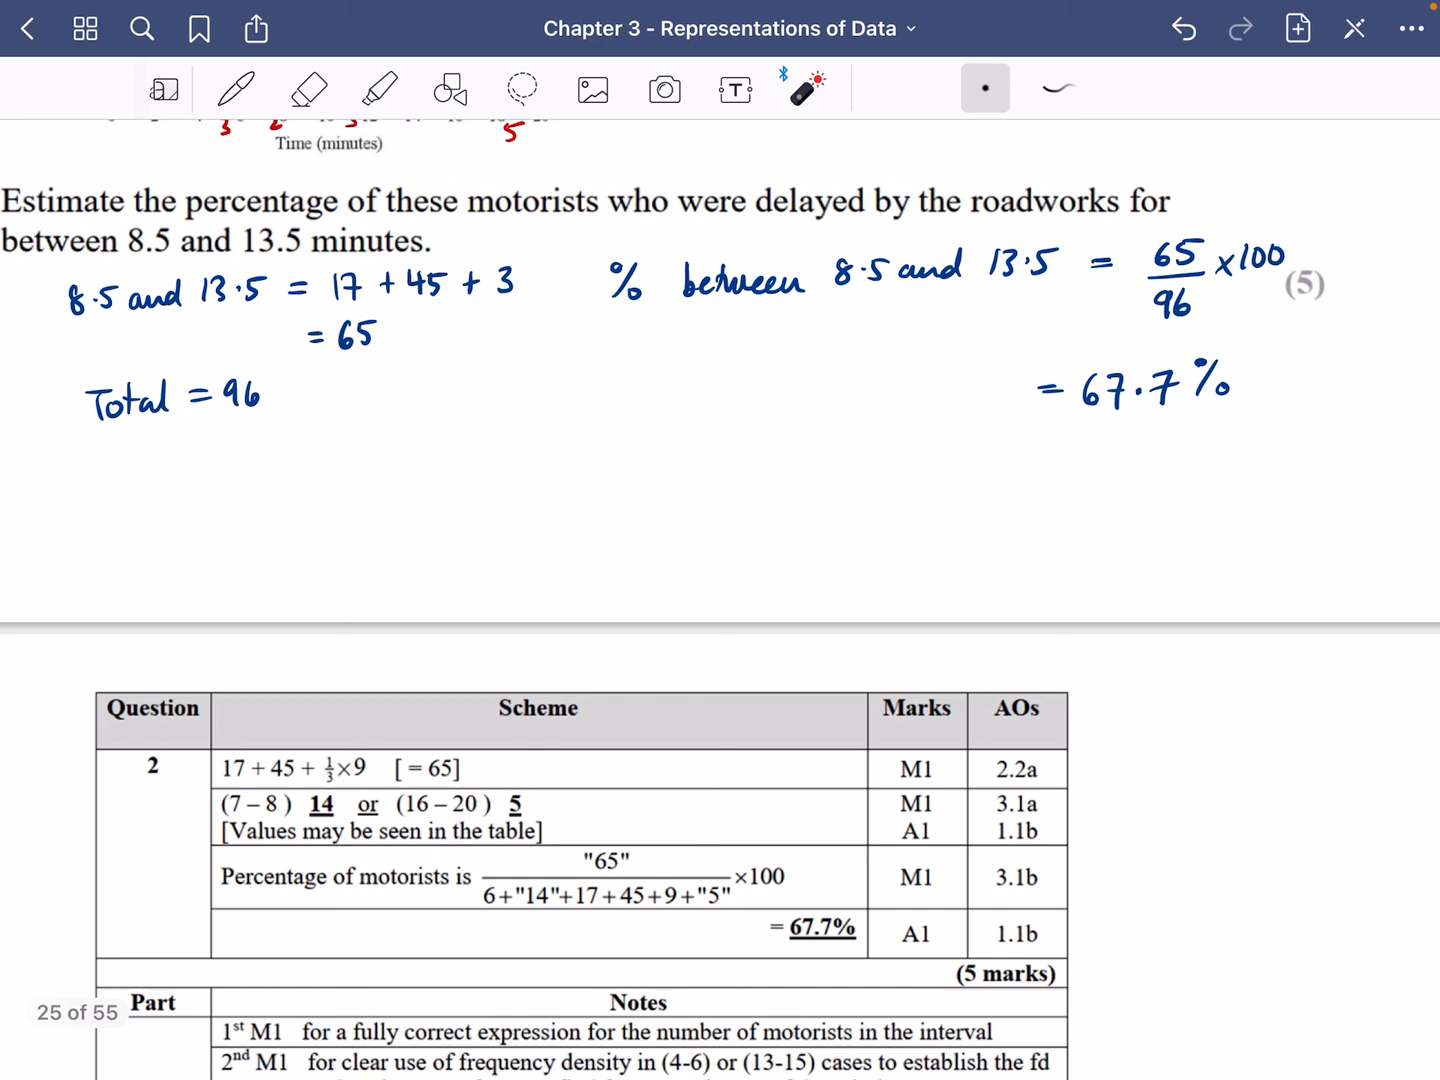 Chapter 3 - Representations of Data
T
3
5
Time (minutes)
Estimate the percentage of these motorists who were delayed by the roadworks for
between 8.5 and 13.5 minutes.
8.5 and 13.5 = 17 + 45 + 3
= 65
Total = 96
% between 8.5 and 13.5 = 65/96 × 100
(5)
= 67.7%
Question Scheme Marks AOs
2 17 + 45 + 1/3 × 9 [ = 65] M1 2.2a
(7 – 8 ) 14 or (16 – 20 ) 5 M1 3.1a
[Values may be seen in the table] A1 1.1b
Percentage of motorists is "65" / 6+"14"+17+45+9+"5" ×100 M1 3.1b
= 67.7% A1 1.1b
(5 marks)
Part Notes
25 of 55
1st M1 for a fully correct expression for the number of motorists in the interval
2nd M1 for clear use of frequency density in (4-6) or (13-15) cases to establish the fd